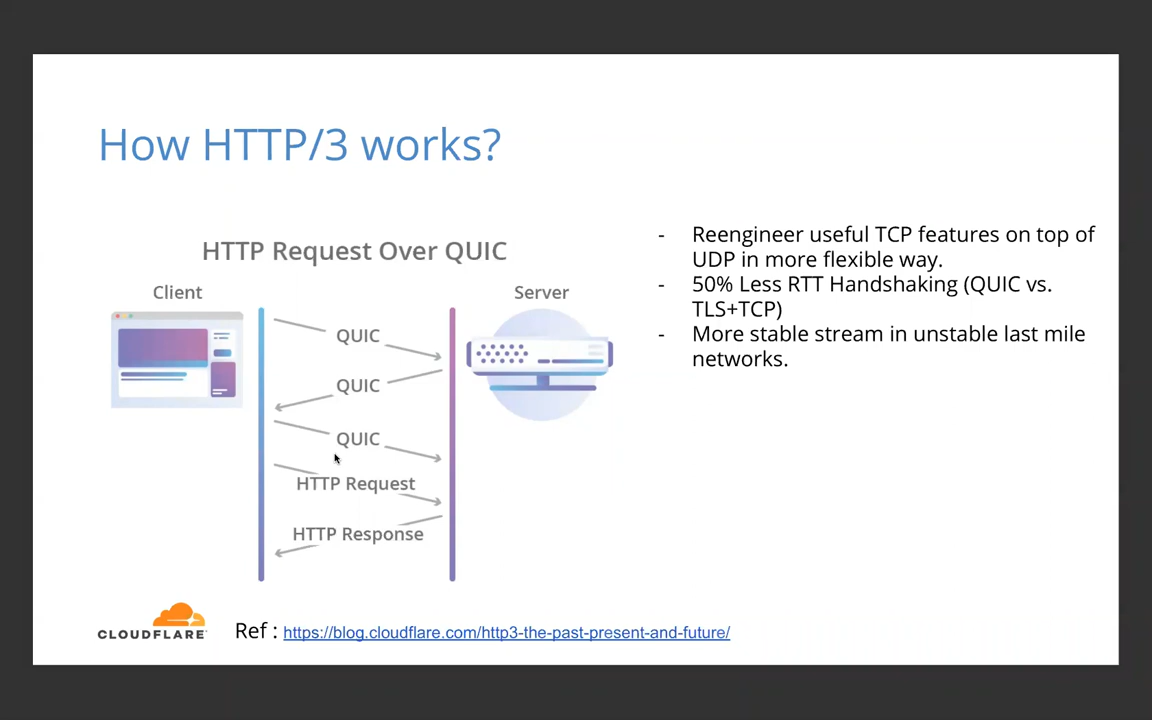 How HTTP/3 works?
HTTP Request Over QUIC
Client
Server
QUIC
QUIC
QUIC
HTTP Request
HTTP Response
- Reengineer useful TCP features on top of
UDP in more flexible way.
- 50% Less RTT Handshaking (QUIC vs.
TLS+TCP)
- More stable stream in unstable last mile
networks.
CLOUDFLARE
Ref : https://blog.cloudflare.com/http3-the-past-present-and-future/